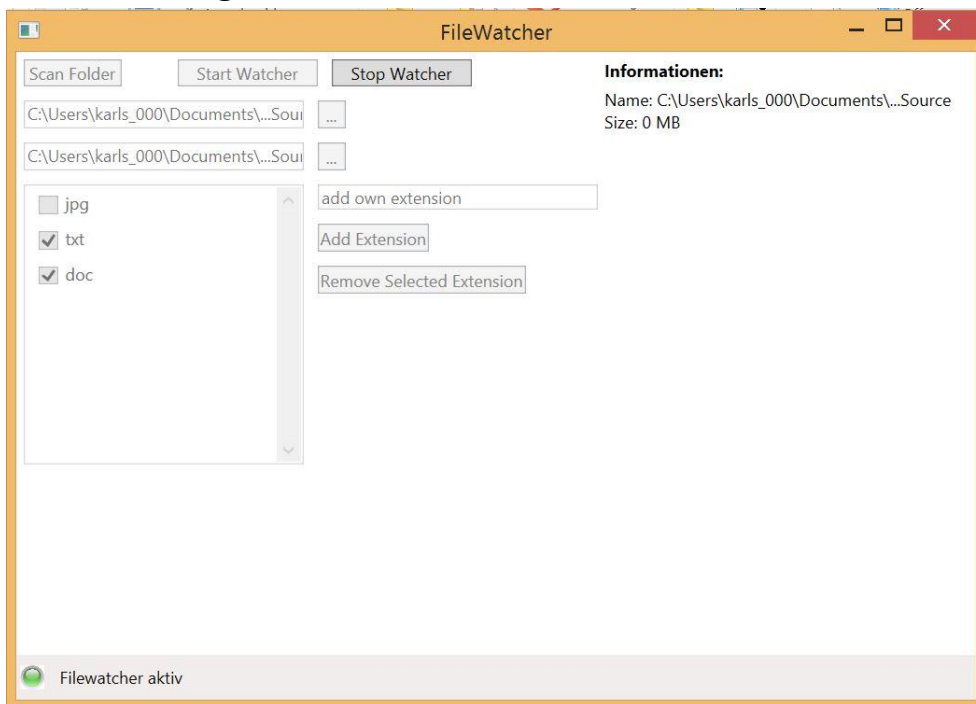 FileWatcher
Scan Folder Start Watcher Stop Watcher
C:\Users\karls_000\Documents\...Sour ...
C:\Users\karls_000\Documents\...Sour ...
jpg
txt
doc
add own extension
Add Extension
Remove Selected Extension
Informationen:
Name: C:\Users\karls_000\Documents\...Source
Size: 0 MB
Filewatcher aktiv